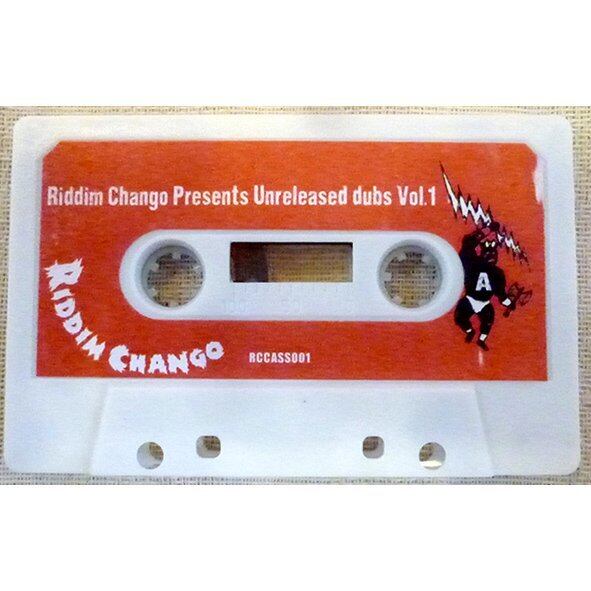 Riddim Chango Presents Unreleased dubs Vol.1
A
RIDDIM CHANGO
RCCASS001